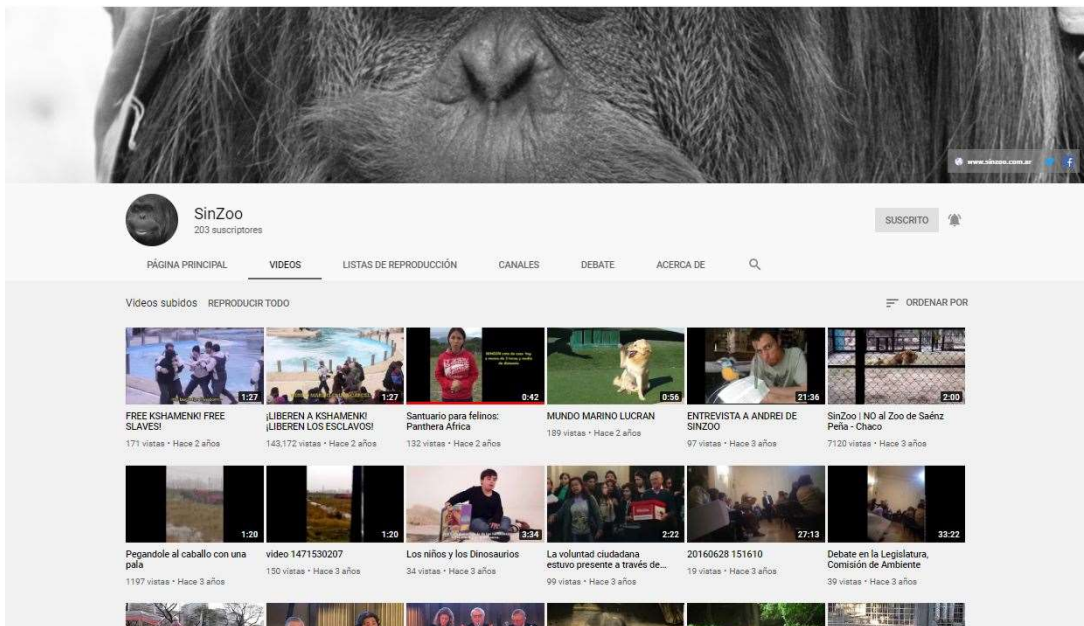 www.sinzoo.com.ar
SinZoo
203 suscriptores
SUSCRITO
PÁGINA PRINCIPAL VIDEOS LISTAS DE REPRODUCCIÓN CANALES DEBATE ACERCA DE
Videos subidos REPRODUCIR TODO
ORDENAR POR
1:27
FREE KSHAMENK! FREE
SLAVES!
171 vistas • Hace 2 años
1:27
¡LIBEREN A KSHAMENK!
¡LIBEREN LOS ESCLAVOS!
143,172 vistas • Hace 2 años
0:42
Santuario para felinos:
Panthera Africa
132 vistas • Hace 2 años
0:56
MUNDO MARINO LUCRAN
189 vistas • Hace 2 años
21:36
ENTREVISTA A ANDREI DE
SINZOO
97 vistas • Hace 3 años
2:00
SinZoo | NO al Zoo de Saénz
Peña - Chaco
7120 vistas • Hace 3 años
1:20
Pegandole al caballo con una
pala
1197 vistas • Hace 3 años
1:20
video 1471530207
150 vistas • Hace 3 años
3:34
Los niños y los Dinosaurios
34 vistas • Hace 3 años
2:22
La voluntad ciudadana
estuvo presente a través de...
99 vistas • Hace 3 años
27:13
20160628 151610
19 vistas • Hace 3 años
33:22
Debate en la Legislatura,
Comisión de Ambiente
39 vistas • Hace 3 años